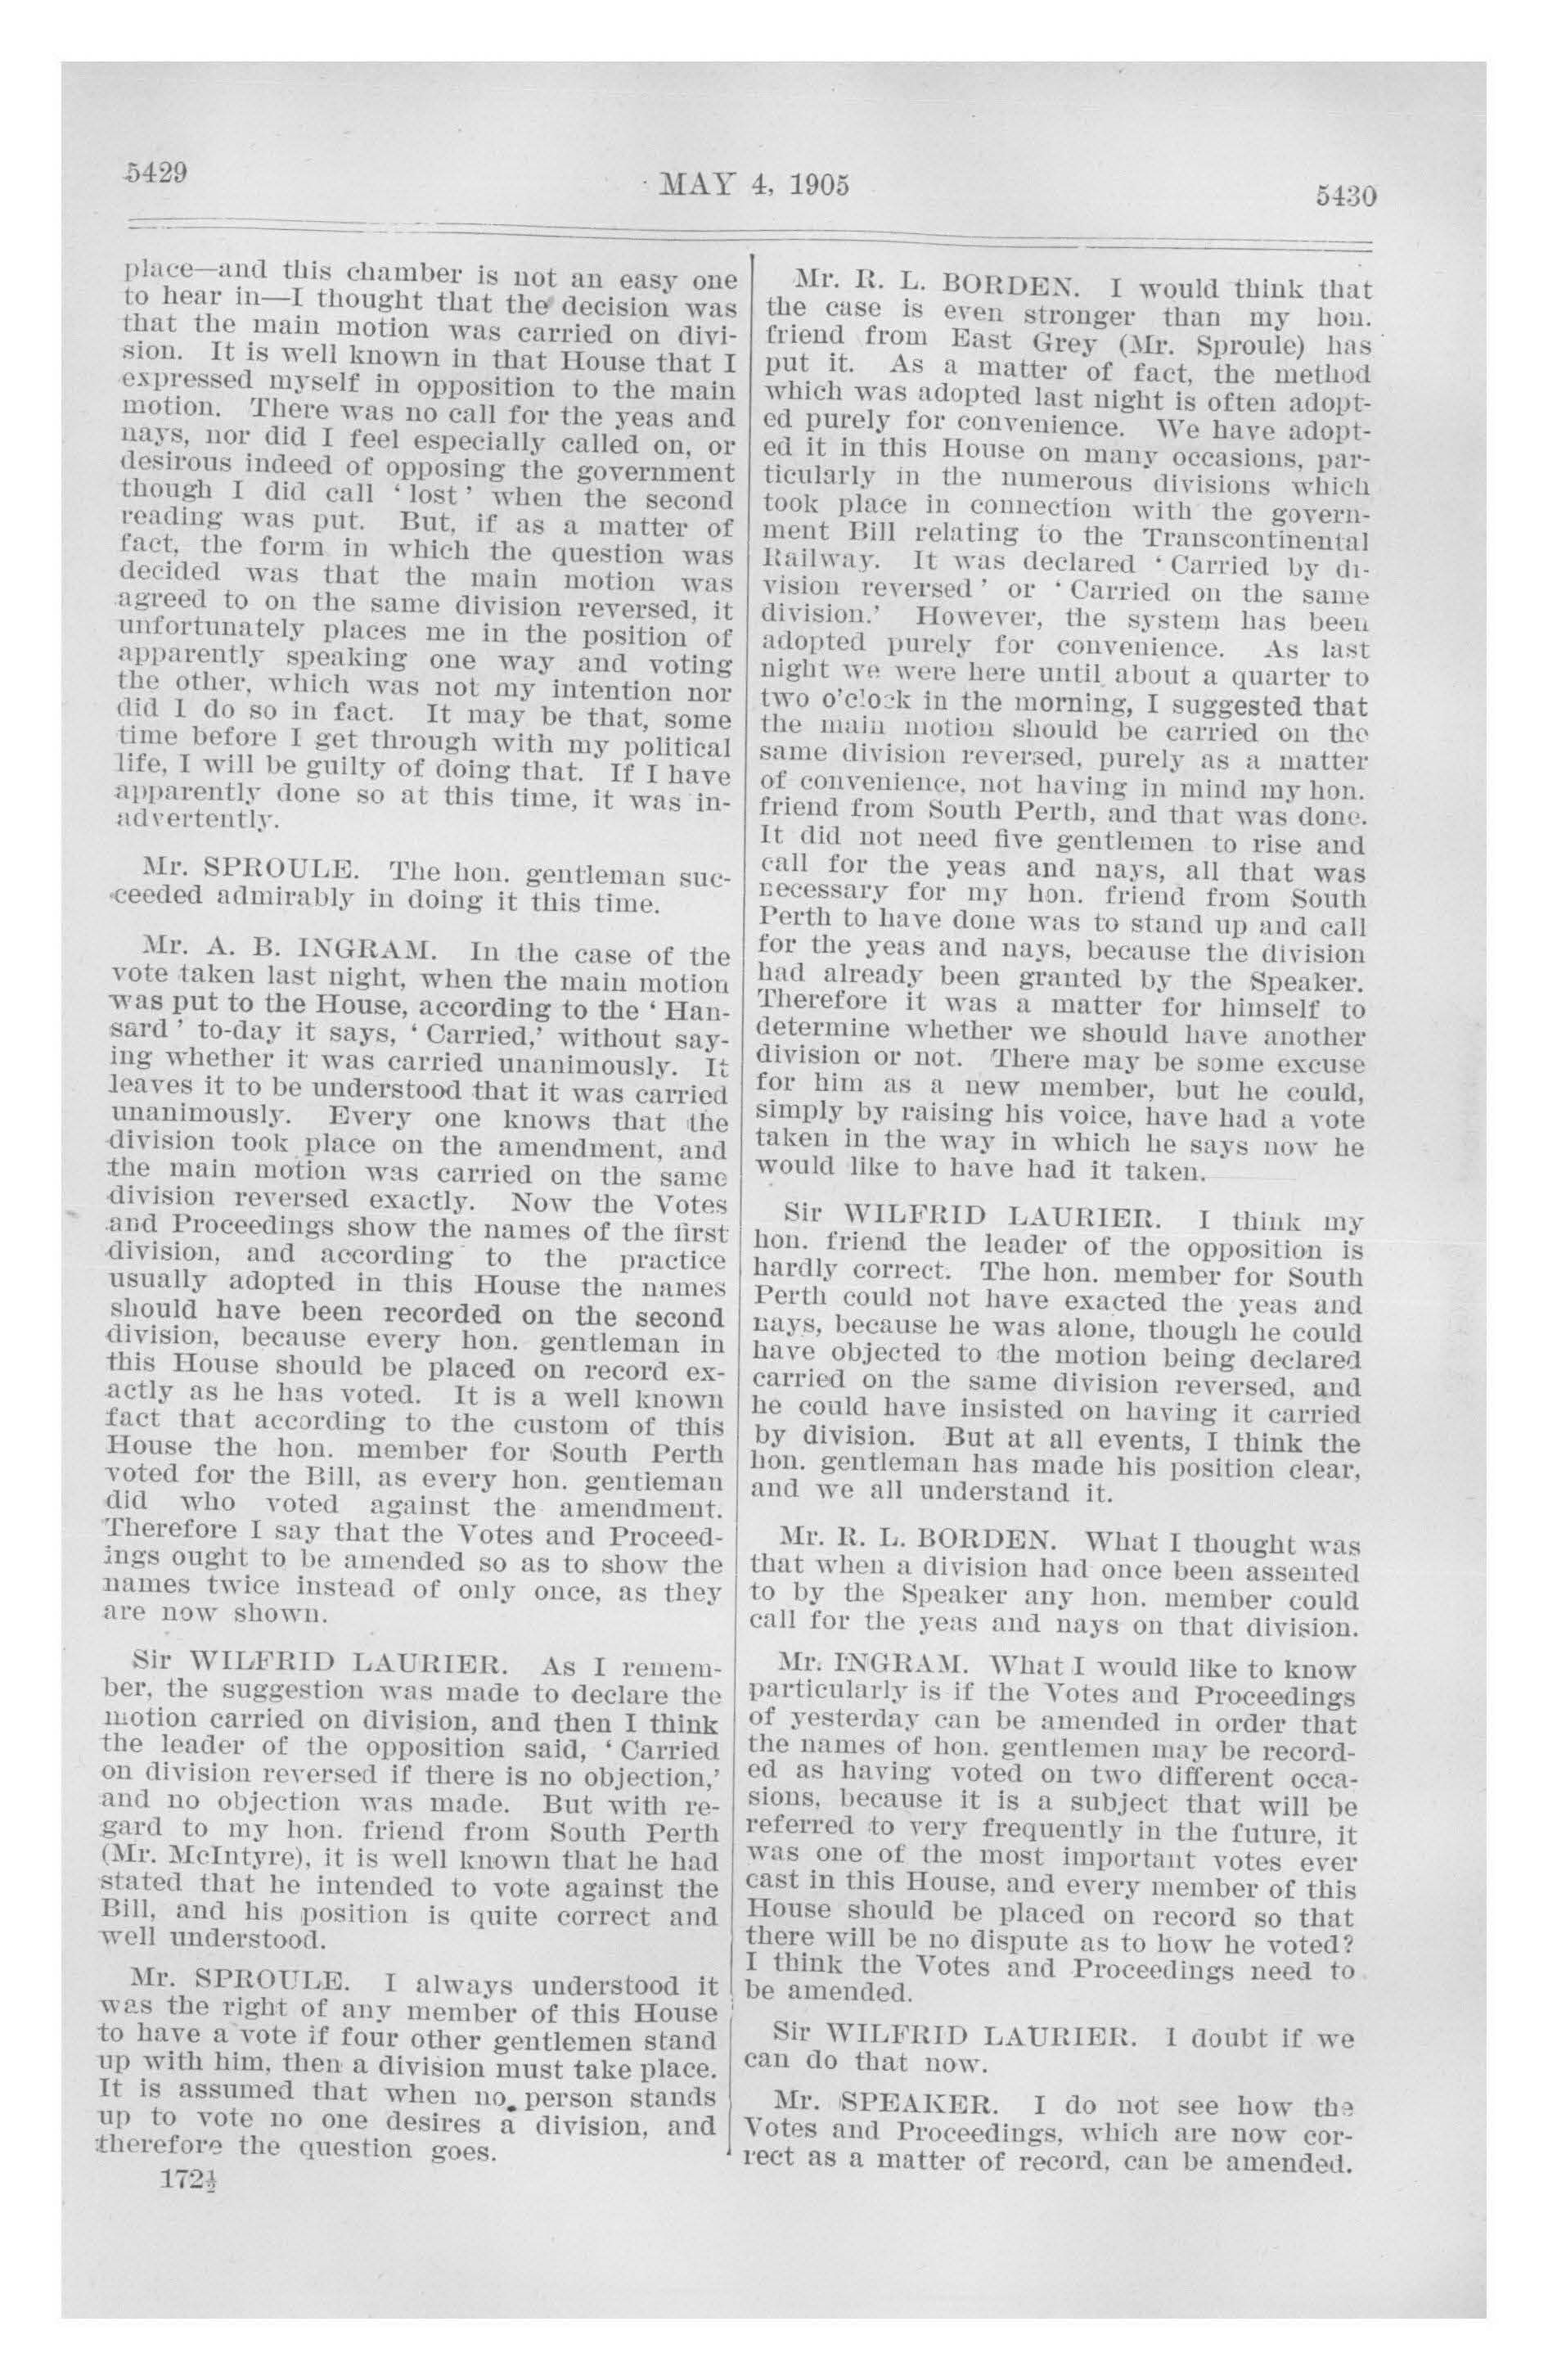 5429
MAY 4, 1905
5430
place—and this chamber is not an easy one
to hear in—I thought that the decision was
that the main motion was carried on divi-
sion. It is well known in that House that I
expressed myself in opposition to the main
motion. There was no call for the yeas and
nays, nor did I feel especially called on, or
desirous indeed of opposing the government
though I did call ‘ lost ’ when the second
reading was put. But, if as a matter of
fact, the form in which the question was
decided was that the main motion was
agreed to on the same division reversed, it
unfortunately places me in the position of
apparently speaking one way and voting
the other, which was not my intention nor
did I do so in fact. It may be that, some
time before I get through with my political
life, I will be guilty of doing that. If I have
apparently done so at this time, it was in-
advertently.
Mr. SPROULE. The hon. gentleman suc-
ceeded admirably in doing it this time.
Mr. A. B. INGRAM. In the case of the
vote taken last night, when the main motion
was put to the House, according to the ‘ Han-
sard ’ to-day it says, ‘ Carried,’ without say-
ing whether it was carried unanimously. It
leaves it to be understood that it was carried
unanimously. Every one knows that the
division took place on the amendment, and
the main motion was carried on the same
division reversed exactly. Now the Votes
and Proceedings show the names of the first
division, and according to the practice
usually adopted in this House the names
should have been recorded on the second
division, because every hon. gentleman in
this House should be placed on record ex-
actly as he has voted. It is a well known
fact that according to the custom of this
House the hon. member for South Perth
voted for the Bill, as every hon. gentleman
did who voted against the amendment.
Therefore I say that the Votes and Proceed-
ings ought to be amended so as to show the
names twice instead of only once, as they
are now shown.
Sir WILFRID LAURIER. As I remem-
ber, the suggestion was made to declare the
motion carried on division, and then I think
the leader of the opposition said, ‘ Carried
on division reversed if there is no objection,’
and no objection was made. But with re-
gard to my hon. friend from South Perth
(Mr. McIntyre), it is well known that he had
stated that he intended to vote against the
Bill, and his position is quite correct and
well understood.
Mr. SPROULE. I always understood it
was the right of any member of this House
to have a vote if four other gentlemen stand
up with him, then a division must take place.
It is assumed that when no person stands
up to vote no one desires a division, and
therefore the question goes.
172½
Mr. R. L. BORDEN. I would think that
the case is even stronger than my hon.
friend from East Grey (Mr. Sproule) has
put it. As a matter of fact, the method
which was adopted last night is often adopt-
ed purely for convenience. We have adopt-
ed it in this House on many occasions, par-
ticularly in the numerous divisions which
took place in connection with the govern-
ment Bill relating to the Transcontinental
Railway. It was declared ‘ Carried by di-
vision reversed ’ or ‘ Carried on the same
division.’ However, the system has been
adopted purely for convenience. As last
night we were here until about a quarter to
two o'clock in the morning, I suggested that
the main motion should be carried on the
same division reversed, purely as a matter
of convenience, not having in mind my hon.
friend from South Perth, and that was done.
It did not need five gentlemen to rise and
call for the yeas and nays, all that was
necessary for my hon. friend from South
Perth to have done was to stand up and call
for the yeas and nays, because the division
had already been granted by the Speaker.
Therefore it was a matter for himself to
determine whether we should have another
division or not. There may be some excuse
for him as a new member, but he could,
simply by raising his voice, have had a vote
taken in the way in which he says now he
would like to have had it taken.
Sir WILFRID LAURIER. I think my
hon. friend the leader of the opposition is
hardly correct. The hon. member for South
Perth could not have exacted the yeas and
nays, because he was alone, though he could
have objected to the motion being declared
carried on the same division reversed, and
he could have insisted on having it carried
by division. But at all events, I think the
hon. gentleman has made his position clear,
and we all understand it.
Mr. R. L. BORDEN. What I thought was
that when a division had once been assented
to by the Speaker any hon. member could
call for the yeas and nays on that division.
Mr. INGRAM. What I would like to know
particularly is if the Votes and Proceedings
of yesterday can be amended in order that
the names of hon. gentlemen may be record-
ed as having voted on two different occa-
sions, because it is a subject that will be
referred to very frequently in the future, it
was one of the most important votes ever
cast in this House, and every member of this
House should be placed on record so that
there will be no dispute as to how he voted?
I think the Votes and Proceedings need to
be amended.
Sir WILFRID LAURIER. I doubt if we
can do that now.
Mr. SPEAKER. I do not see how the
Votes and Proceedings, which are now cor-
rect as a matter of record, can be amended.